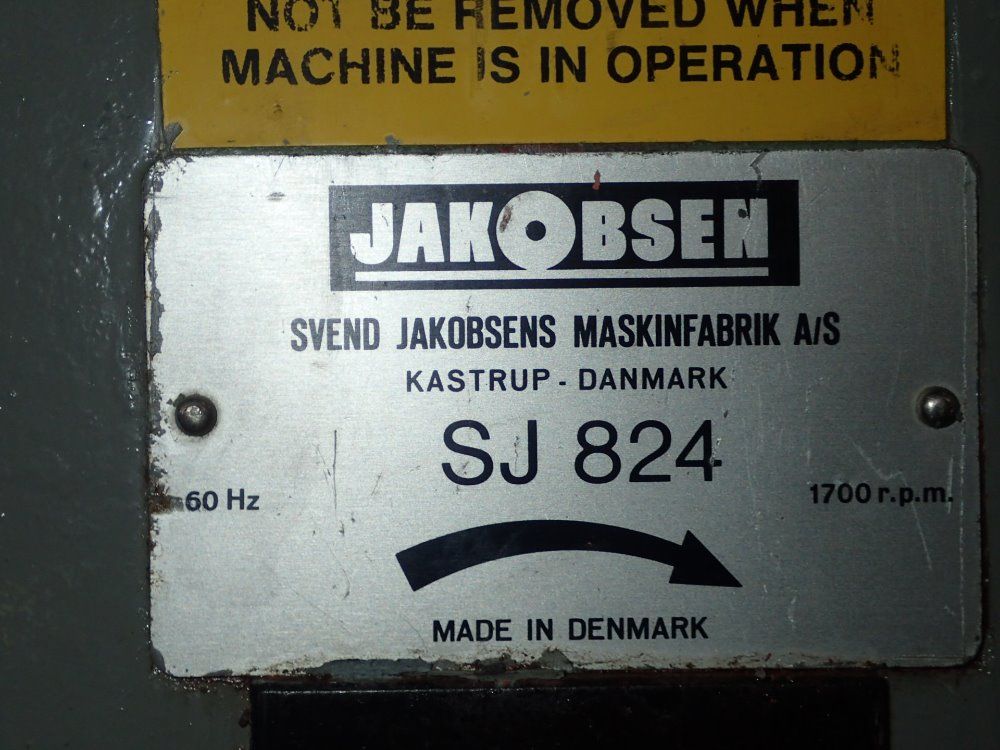 NOT BE REMOVED WHEN
MACHINE IS IN OPERATION
JAKOBSEN
SVEND JAKOBSENS MASKINFABRIK A/S
KASTRUP - DANMARK
SJ 824
60 Hz
1700 r.p.m.
MADE IN DENMARK